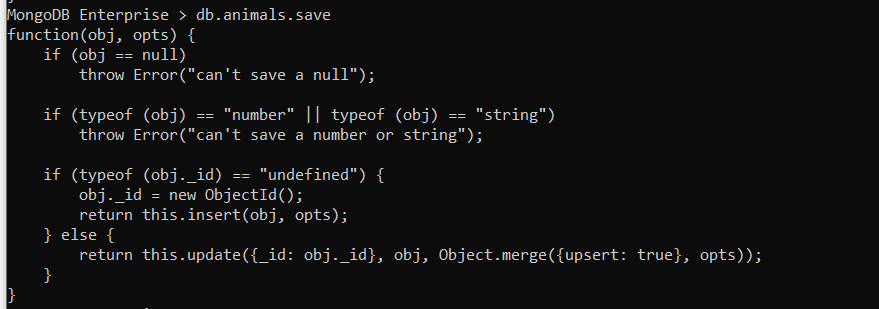 MongoDB Enterprise > db.animals.save
function(obj, opts) {
    if (obj == null)
        throw Error("can't save a null");

    if (typeof (obj) == "number" || typeof (obj) == "string")
        throw Error("can't save a number or string");

    if (typeof (obj._id) == "undefined") {
        obj._id = new ObjectId();
        return this.insert(obj, opts);
    } else {
        return this.update({_id: obj._id}, obj, Object.merge({upsert: true}, opts));
    }
}